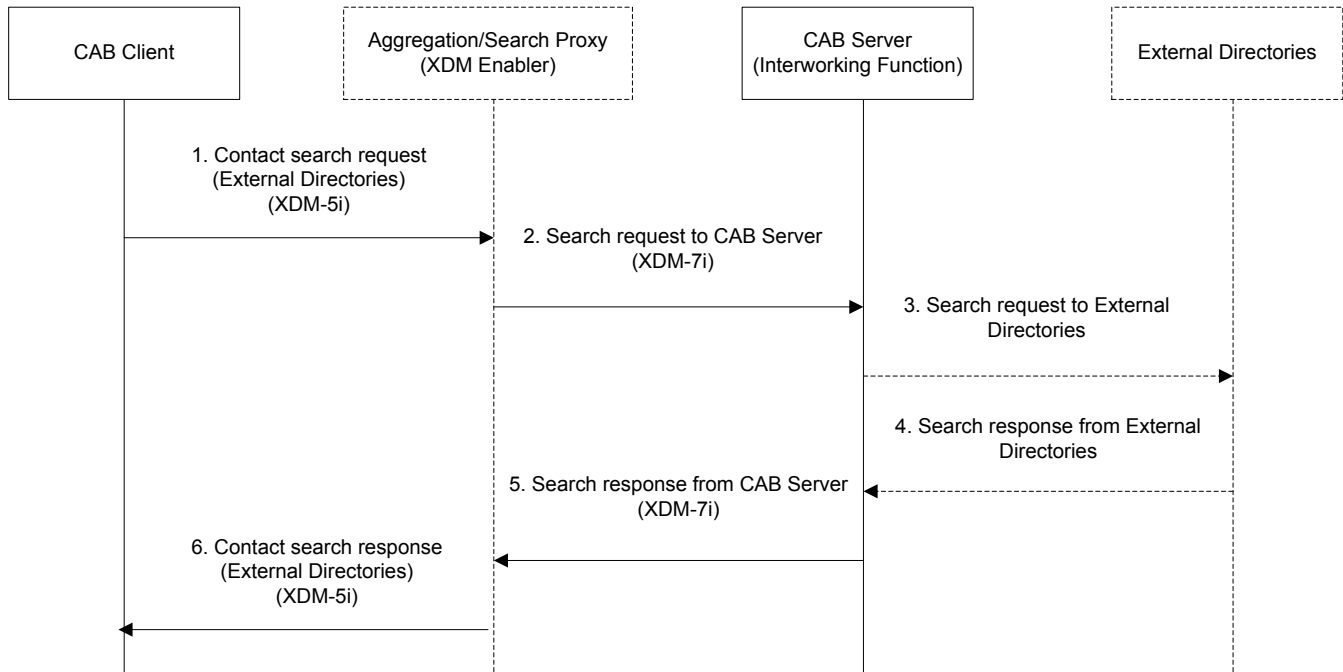 CAB Client
Aggregation/Search Proxy
(XDM Enabler)
CAB Server
(Interworking Function)
External Directories
1. Contact search request
(External Directories)
(XDM-5i)
2. Search request to CAB Server
(XDM-7i)
3. Search request to External
Directories
4. Search response from External
Directories
5. Search response from CAB Server
(XDM-7i)
6. Contact search response
(External Directories)
(XDM-5i)